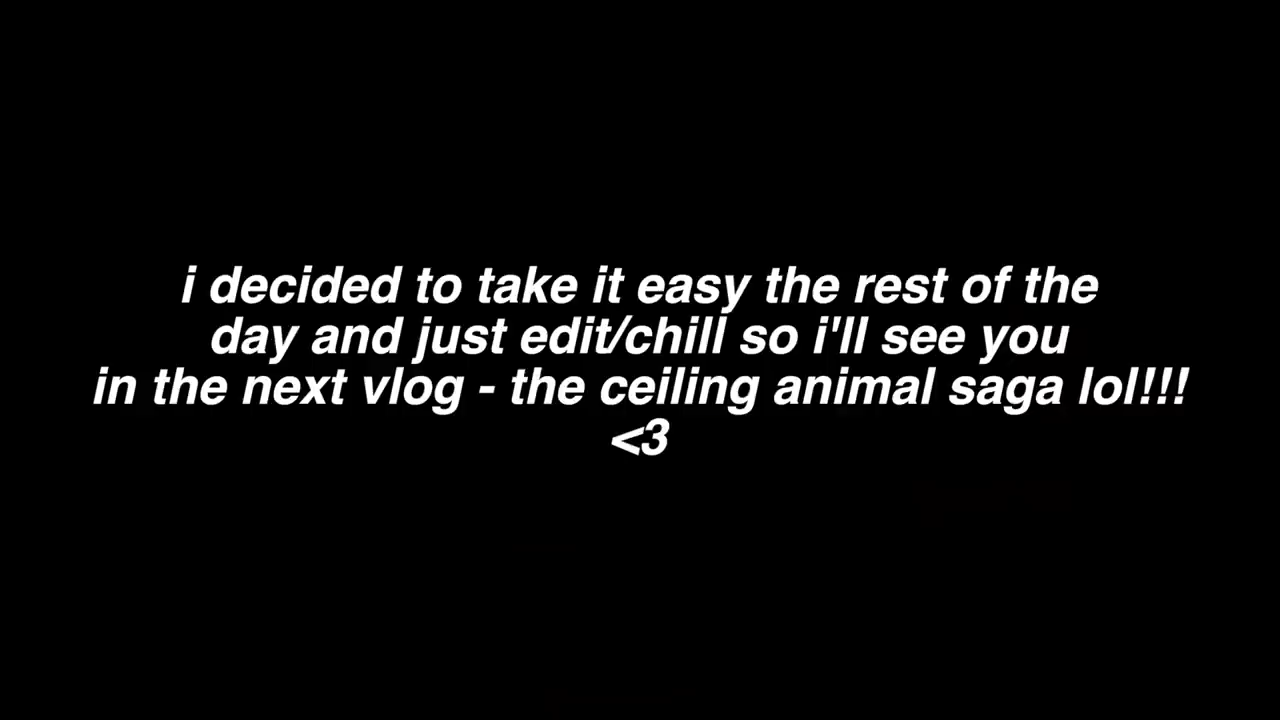 i decided to take it easy the rest of the
day and just edit/chill so i'll see you
in the next vlog - the ceiling animal saga lol!!!
<3